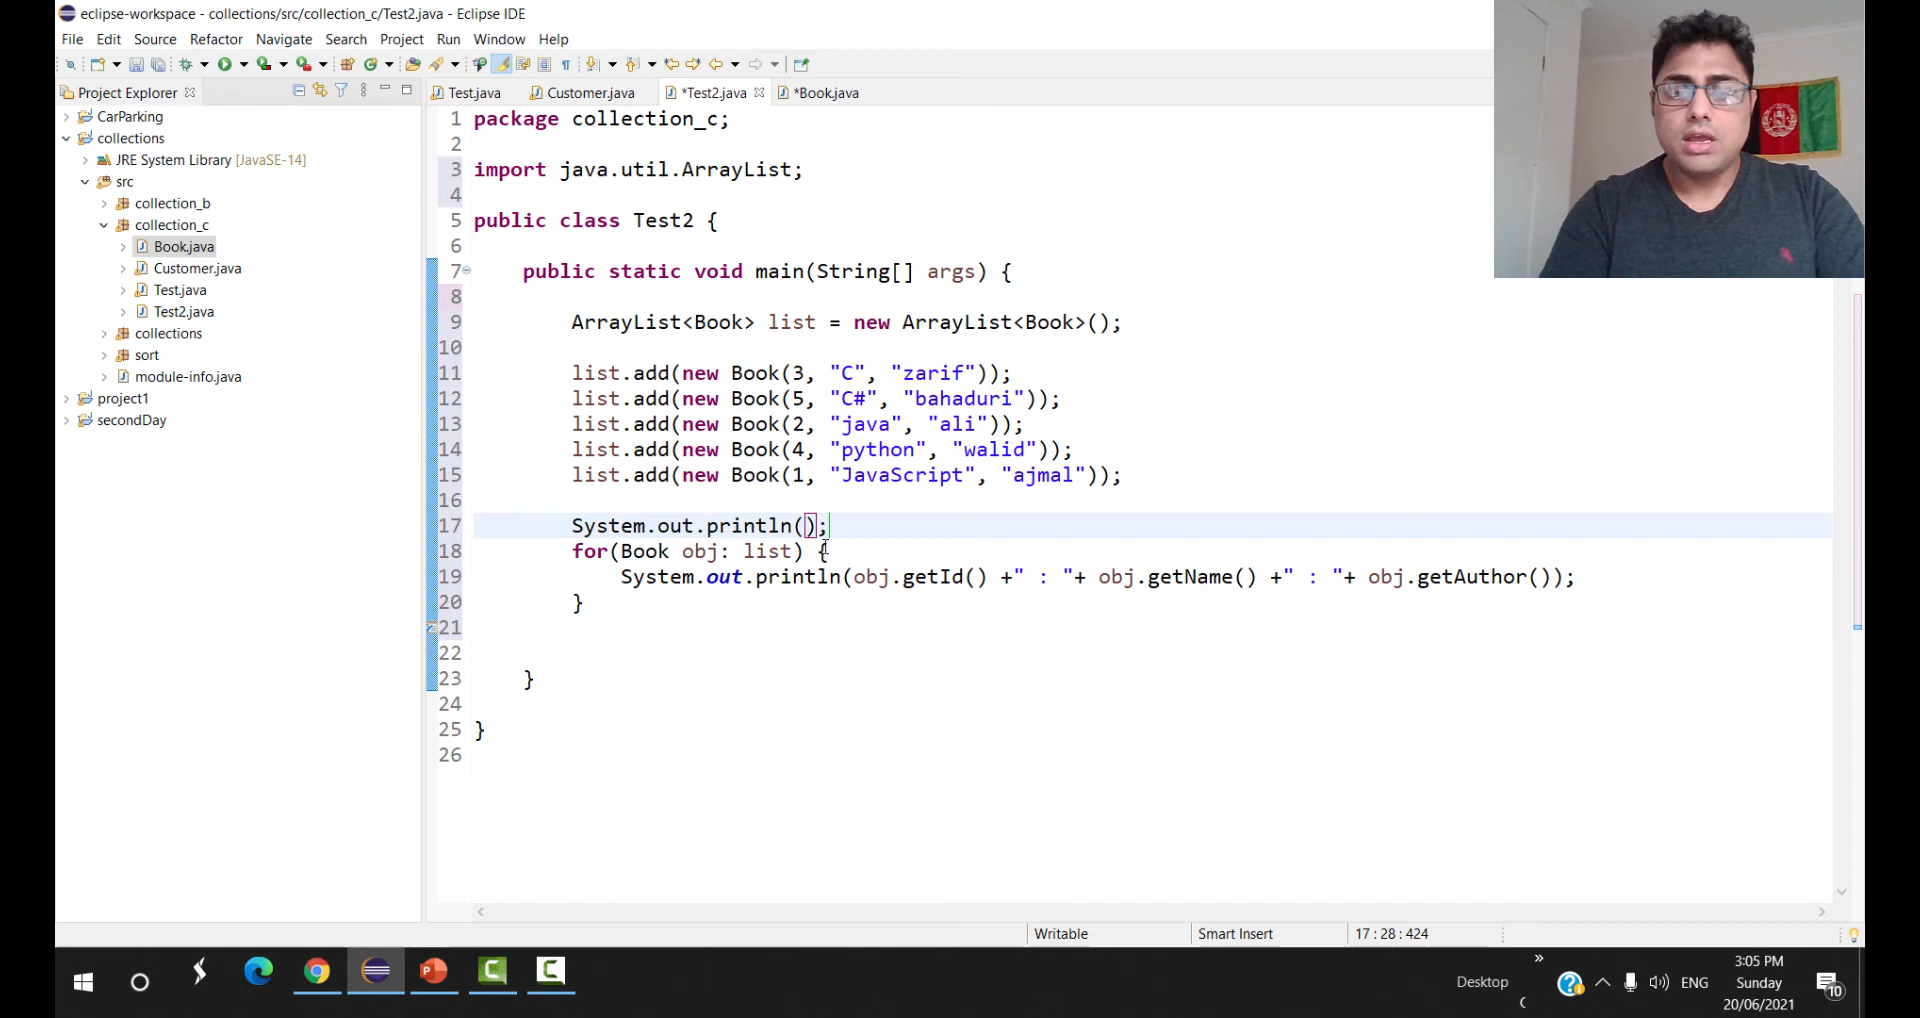 eclipse-workspace - collections/src/collection_c/Test2.java - Eclipse IDE
File Edit Source Refactor Navigate Search Project Run Window Help
Project Explorer
Test.java Customer.java *Test2.java *Book.java
CarParking
collections
JRE System Library [JavaSE-14]
src
collection_b
collection_c
Book.java
Customer.java
Test.java
Test2.java
collections
sort
module-info.java
project1
secondDay
1 package collection_c;
2
3 import java.util.ArrayList;
4
5 public class Test2 {
6
7 public static void main(String[] args) {
8
9 ArrayList<Book> list = new ArrayList<Book>();
10
11 list.add(new Book(3, "C", "zarif"));
12 list.add(new Book(5, "C#", "bahaduri"));
13 list.add(new Book(2, "java", "ali"));
14 list.add(new Book(4, "python", "walid"));
15 list.add(new Book(1, "JavaScript", "ajmal"));
16
17 System.out.println();
18 for(Book obj: list) {
19 System.out.println(obj.getId() +" : "+ obj.getName() +" : "+ obj.getAuthor());
20 }
21
22
23 }
24
25 }
26
Writable Smart Insert 17 : 28 : 424
Desktop
ENG
3:05 PM
Sunday
20/06/2021
10